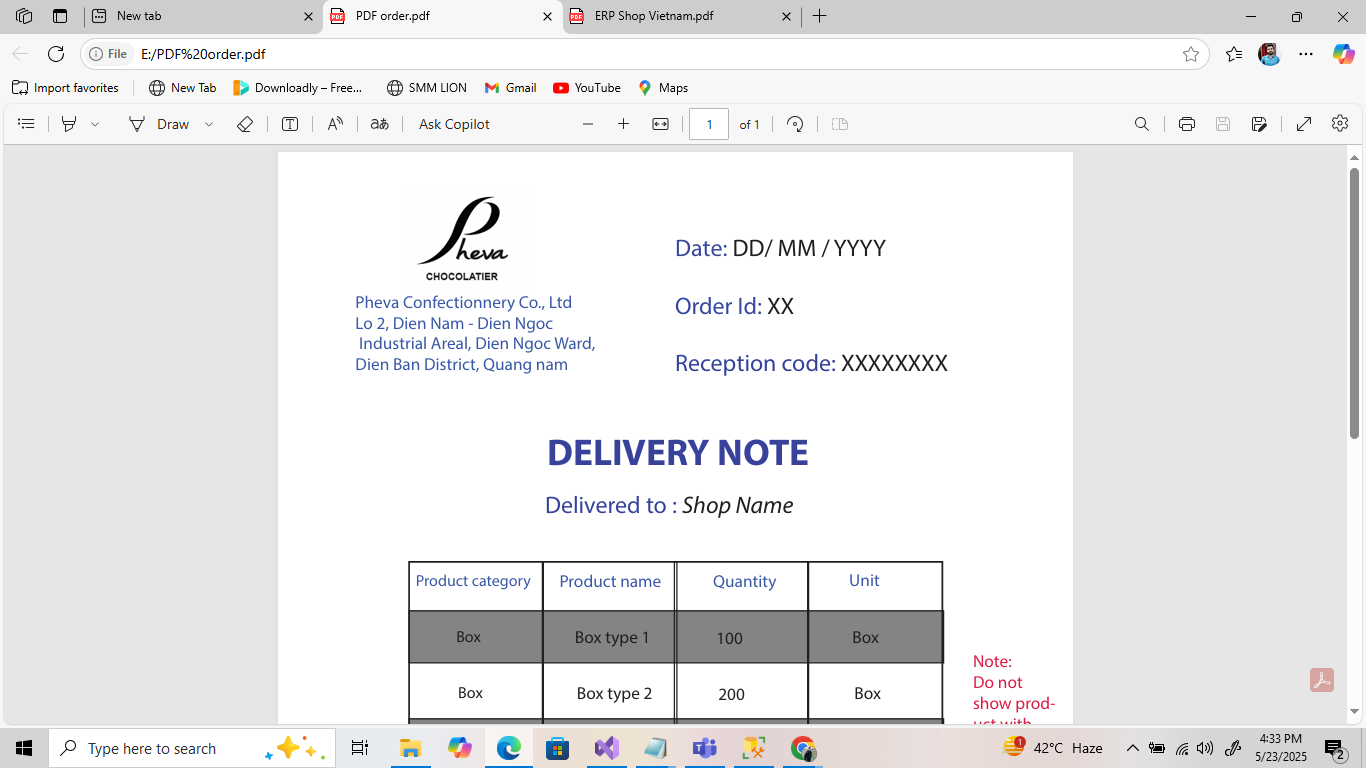 New tab
PDF order.pdf
ERP Shop Vietnam.pdf
File
E:/PDF%20order.pdf
Import favorites
New Tab
Downloadly – Free...
SMM LION
Gmail
YouTube
Maps
Draw
aあ
Ask Copilot
1
of 1
Pheva
CHOCOLATIER
Pheva Confectionnery Co., Ltd
Lo 2, Dien Nam - Dien Ngoc
Industrial Areal, Dien Ngoc Ward,
Dien Ban District, Quang nam
Date: DD/ MM / YYYY
Order Id: XX
Reception code: XXXXXXXX
DELIVERY NOTE
Delivered to : Shop Name
Product category Product name Quantity Unit
Box Box type 1 100 Box
Box Box type 2 200 Box
Note:
Do not
show prod-
uct with
Type here to search
1
42°C Haze
4:33 PM
5/23/2025
2